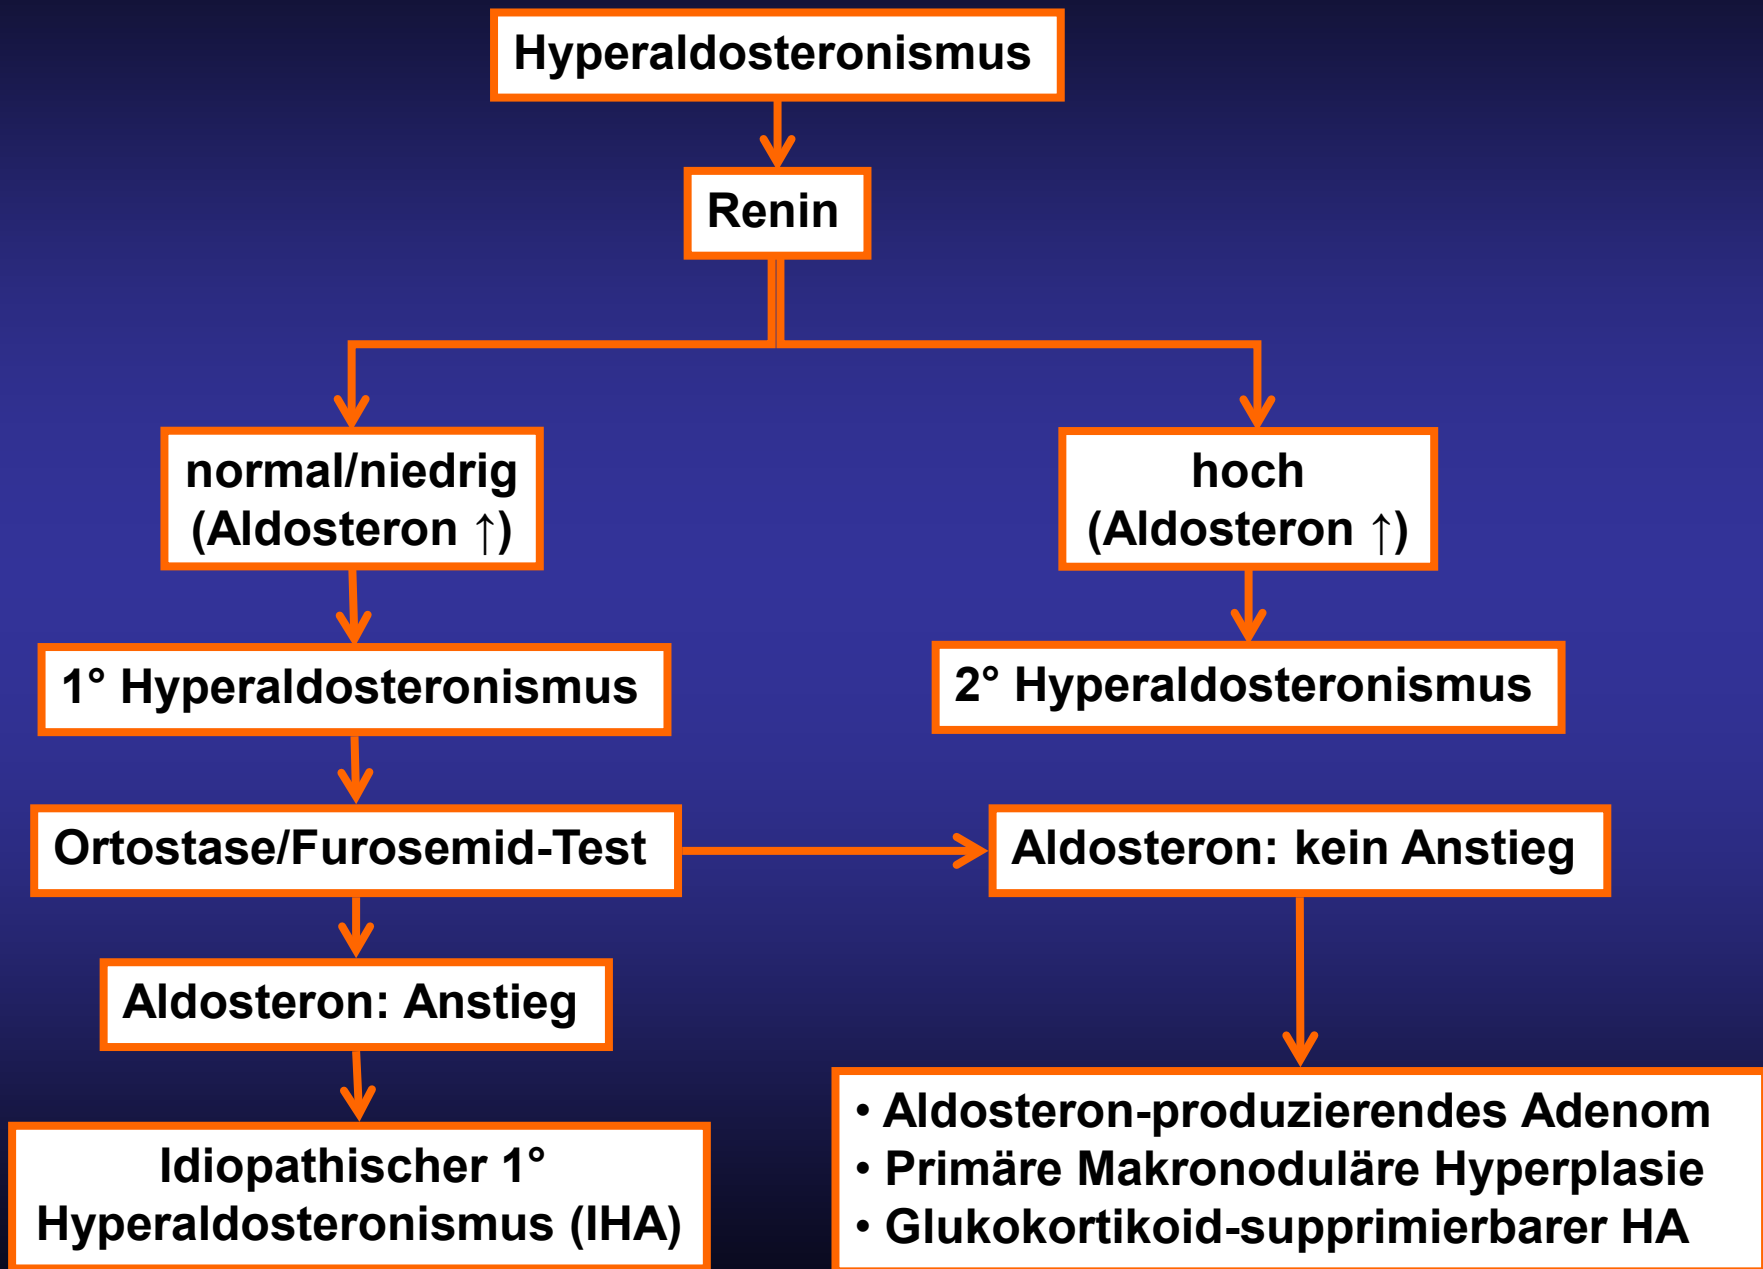 Hyperaldosteronismus
Renin
normal/niedrig
(Aldosteron ↑)
hoch
(Aldosteron ↑)
1° Hyperaldosteronismus
2° Hyperaldosteronismus
Ortostase/Furosemid-Test
Aldosteron: kein Anstieg
Aldosteron: Anstieg
Idiopathischer 1°
Hyperaldosteronismus (IHA)
• Aldosteron-produzierendes Adenom
• Primäre Makronoduläre Hyperplasie
• Glukokortikoid-supprimierbarer HA